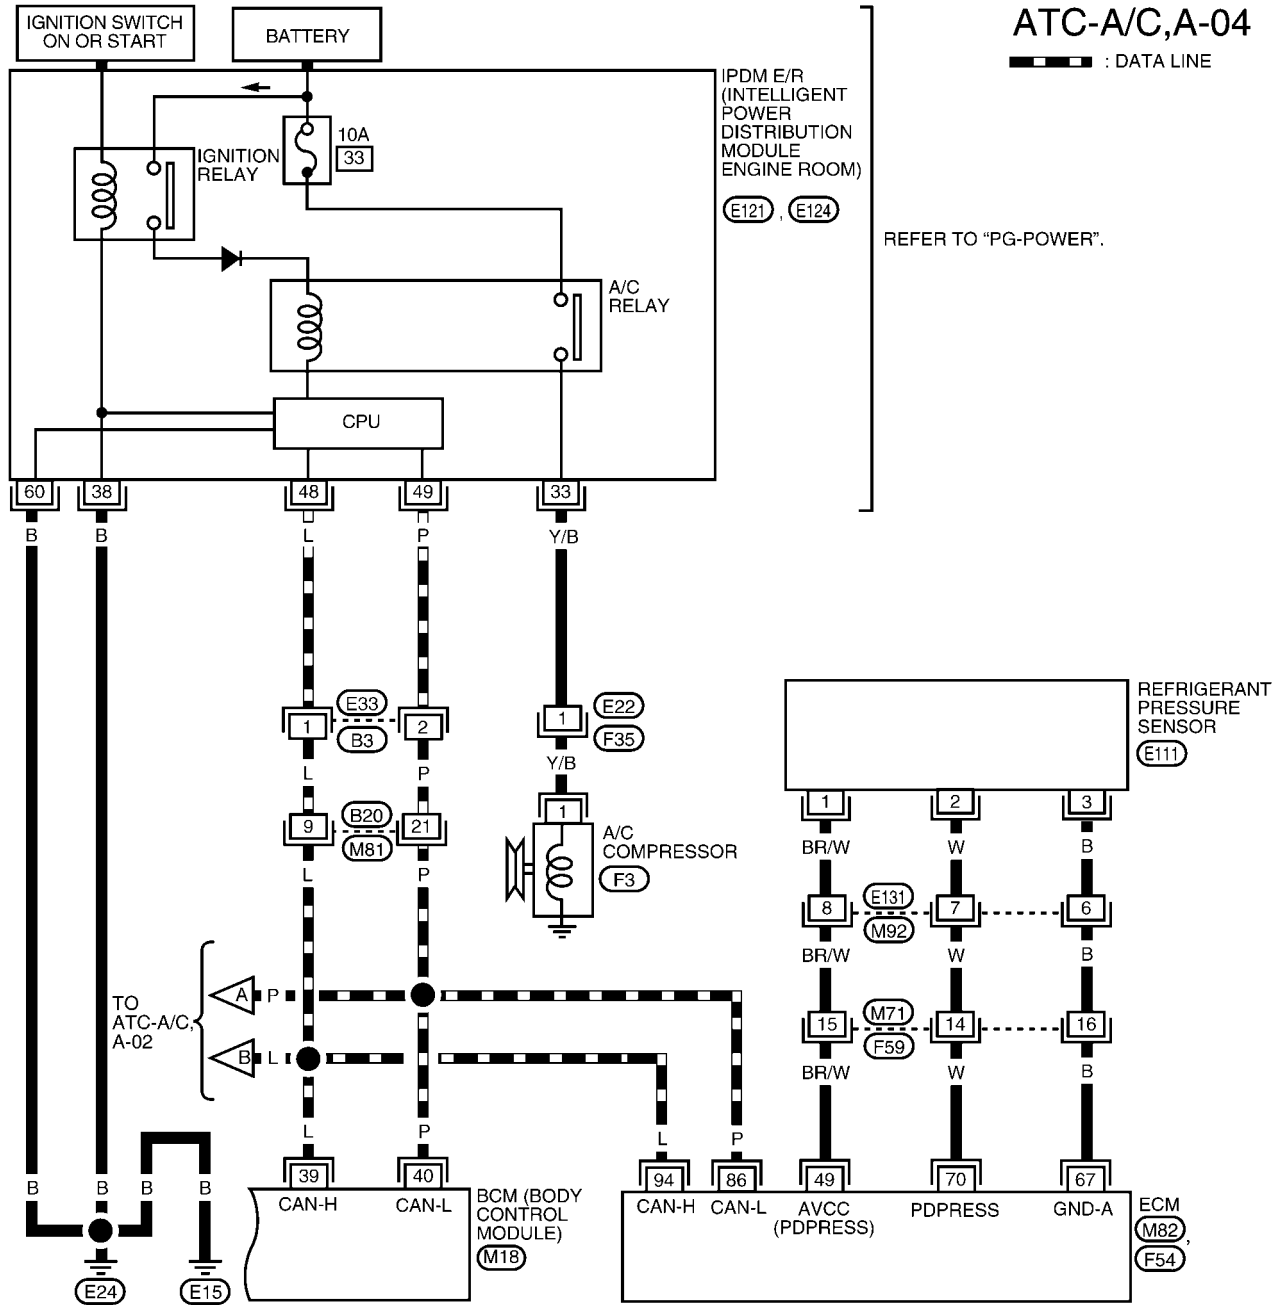 IGNITION SWITCH
ON OR START
BATTERY
ATC-A/C,A-04
: DATA LINE
IPDM E/R
(INTELLIGENT
POWER
DISTRIBUTION
MODULE
ENGINE ROOM)
E121 , E124
REFER TO “PG-POWER”.
10A
33
IGNITION
RELAY
A/C
RELAY
CPU
60 38 48 49 33
B B L P Y/B
E33
1 2
B3
E22
1
F35
L P Y/B
B20
9 21
M81
1
A/C
COMPRESSOR
F3
L P
REFRIGERANT
PRESSURE
SENSOR
E111
1 2 3
BR/W W B
E131
8 7 6
M92
BR/W W B
M71
15 14 16
F59
BR/W W B
TO
ATC-A/C,
A-02
A P
B L
L P L P
B B B B
E24 E15
39 40
CAN-H CAN-L
BCM (BODY
CONTROL
MODULE)
M18
94 86 49 70 67
CAN-H CAN-L AVCC
(PDPRESS) PDPRESS GND-A
ECM
M82 ,
F54